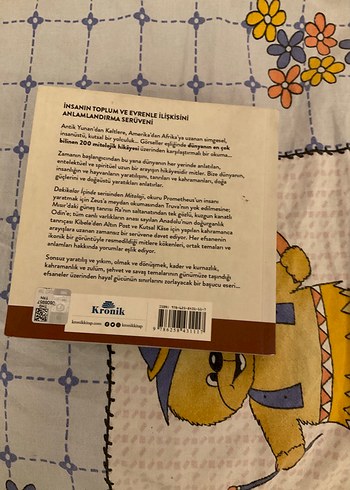 İNSANIN TOPLUM VE EVRENLE İLİŞKİSİNİ
ANLAMLANDIRMA SERÜVENİ
Antik Yunan'dan Keltlere, Amerika'dan Afrika'ya uzanan simgesel,
insanüstü, kutsal bir yolculuk... Görseller eşliğinde dünyanın en çok
bilinen 200 mitolojik hikâyesi üzerinden karşılaştırmalı bir okuma...
Zamanın başlangıcından bu yana dünyanın her yerinde anlatılan,
entelektüel ve spiritüel uzun bir arayışın hikâyesidir mitler. Bize dünyanın,
insanlığın ve hayvanların yaratılışını, tanrıları ve kahramanları, doğa
güçlerini ve doğaüstü yaratıkları anlatırlar.
Dakikalar İçinde serisinden Mitoloji, okuru Prometheus'un insanı
yaratmak için Zeus'a meydan okumasından Truva'nın yok edilmesine;
Mısır'daki güneş tanrısı Ra'nın saltanatından tek gözlü, kuzgun kanatlı
Odin'e; tüm canlı varlıkların anası sayılan Anadolu'nun doğurganlık
tanrıçası Kibele'den Altın Post ve Kutsal Kâse için yapılan kahramanca
arayışlara uzanan zamansız bir serüvene davet ediyor. Her efsanenin
ikonik bir görüntüyle resmedildiği mitlere kökenleri, ortak temaları ve
anlamları hakkında yorumlar eşlik ediyor.
Sonsuz yaratılış ve yıkım, olmak ve dönüşmek, kader ve kurnazlık,
kahramanlık ve zulüm, şehvet ve savaş temalarının günümüze taşındığı
efsaneler üzerinden hayal gücünün sınırlarını zorlayacak bir başucu eseri...
Kronik
kronikkitap.com
kronikkitap